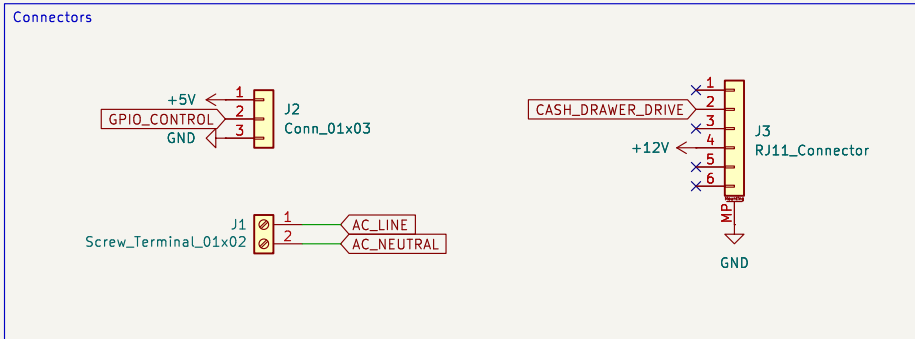 Connectors
+5V 1
GPIO_CONTROL 2
GND 3
J2
Conn_01x03
J1
Screw_Terminal_01x02
1 AC_LINE
2 AC_NEUTRAL
1
CASH_DRAWER_DRIVE 2
3
+12V 4
5
6
J3
RJ11_Connector
MP
GND